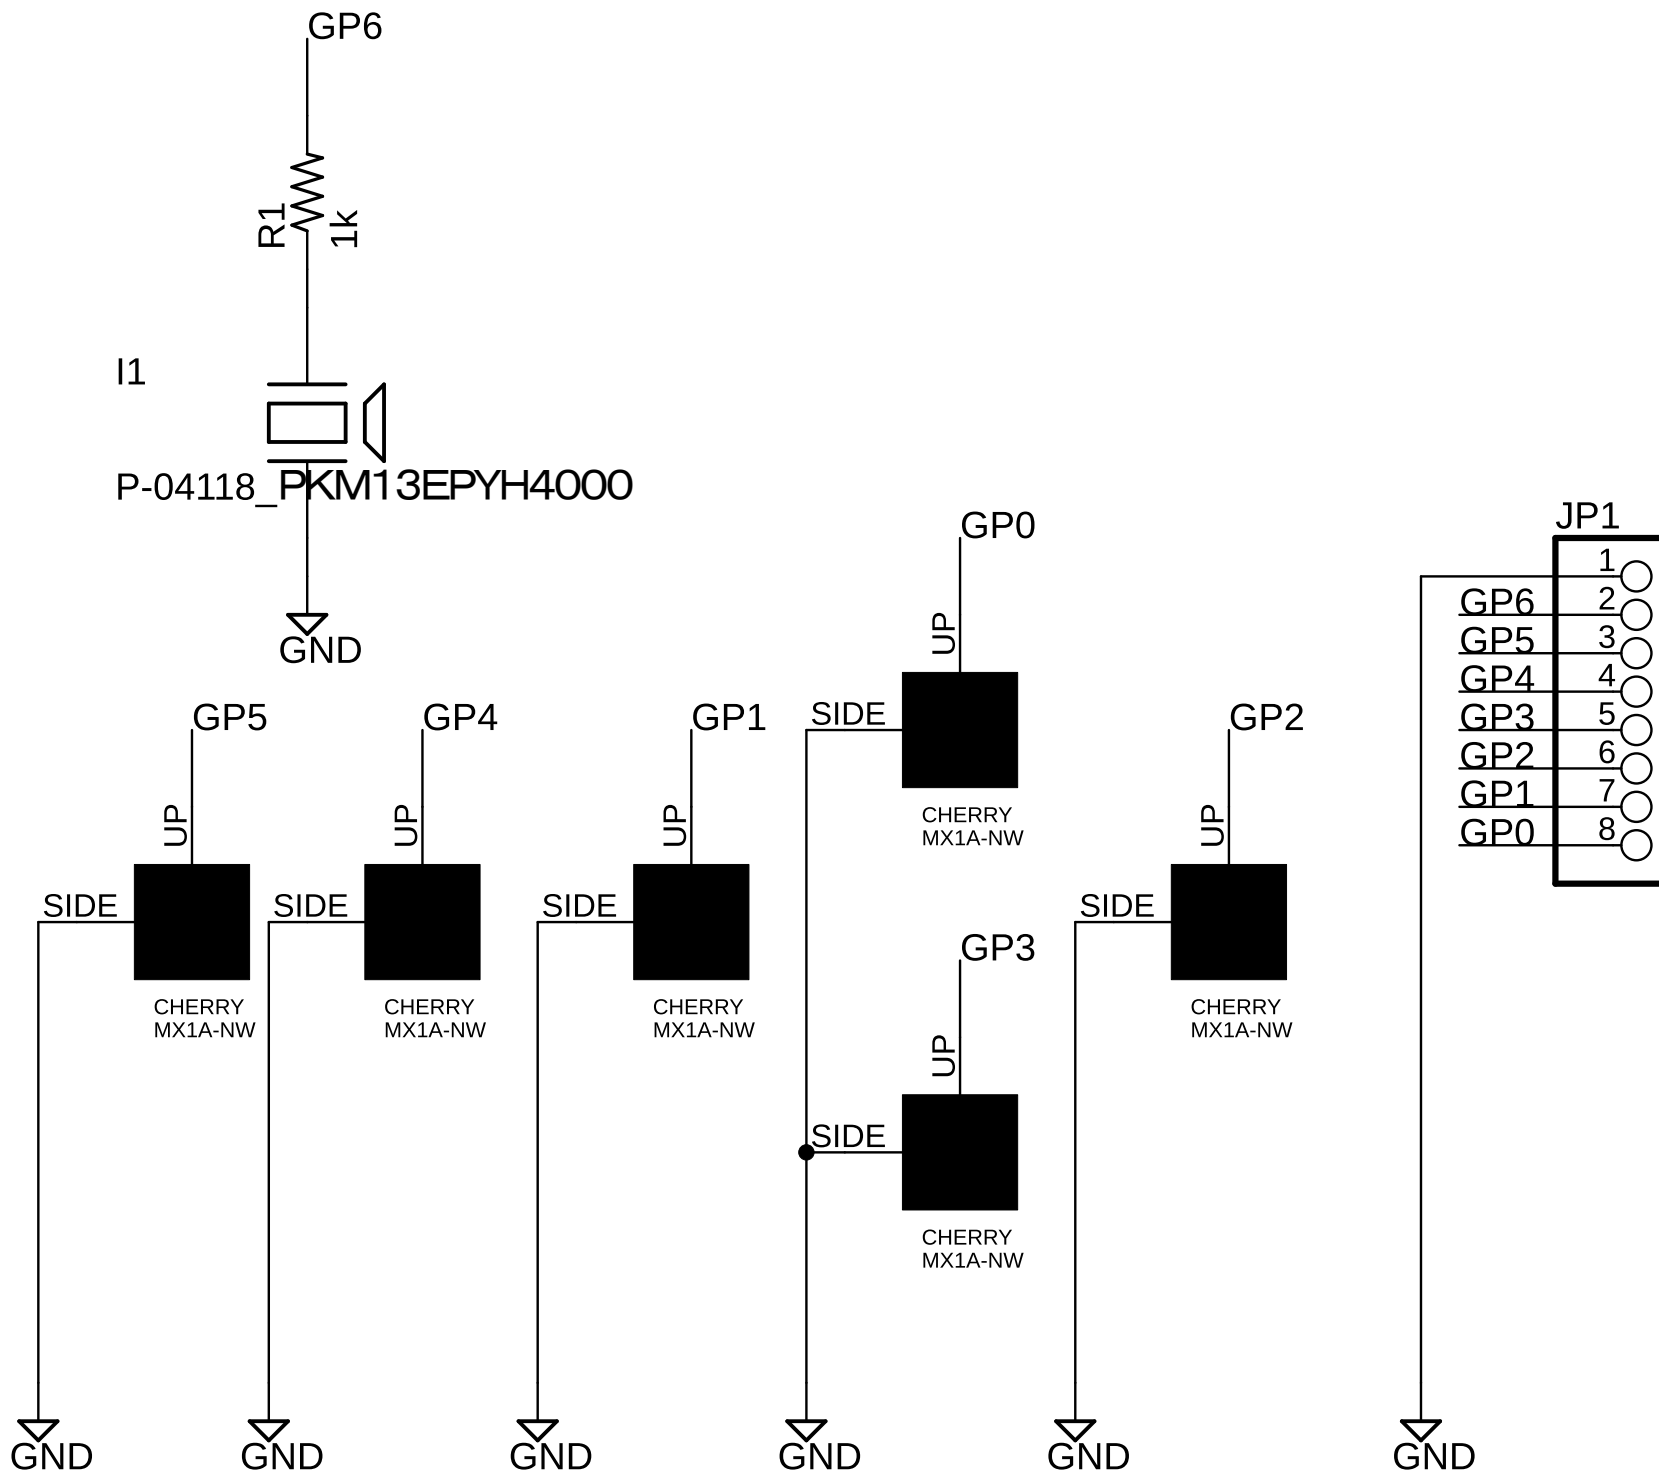 GP6
R1
1k
I1
P-04118_PKM13EPYH4000
GND
GP0
UP
SIDE
CHERRY
MX1A-NW
GP5
UP
SIDE
CHERRY
MX1A-NW
GP4
UP
SIDE
CHERRY
MX1A-NW
GP1
UP
SIDE
CHERRY
MX1A-NW
GP2
UP
SIDE
CHERRY
MX1A-NW
GP3
UP
SIDE
CHERRY
MX1A-NW
JP1
1
GP6 2
GP5 3
GP4 4
GP3 5
GP2 6
GP1 7
GP0 8
GND
GND
GND
GND
GND
GND